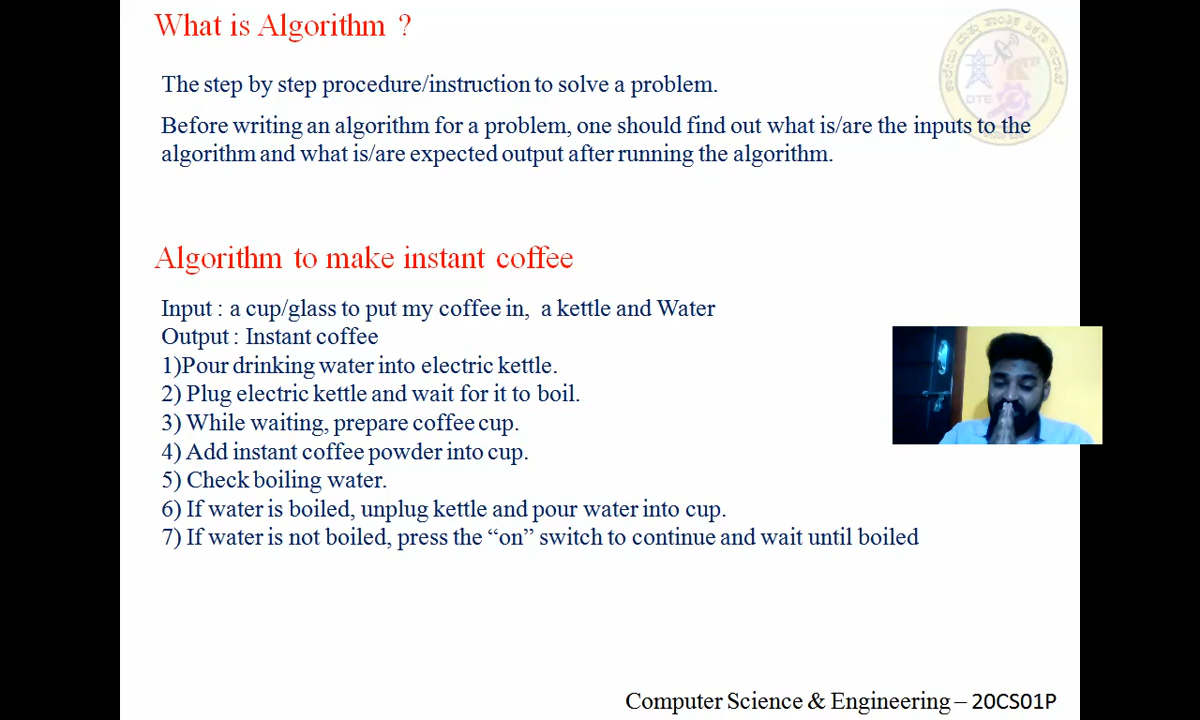 What is Algorithm ?
The step by step procedure/instruction to solve a problem.
Before writing an algorithm for a problem, one should find out what is/are the inputs to the
algorithm and what is/are expected output after running the algorithm.
DTE
Algorithm to make instant coffee
Input : a cup/glass to put my coffee in, a kettle and Water
Output : Instant coffee
1)Pour drinking water into electric kettle.
2) Plug electric kettle and wait for it to boil.
3) While waiting, prepare coffee cup.
4) Add instant coffee powder into cup.
5) Check boiling water.
6) If water is boiled, unplug kettle and pour water into cup.
7) If water is not boiled, press the “on” switch to continue and wait until boiled
Computer Science & Engineering – 20CS01P